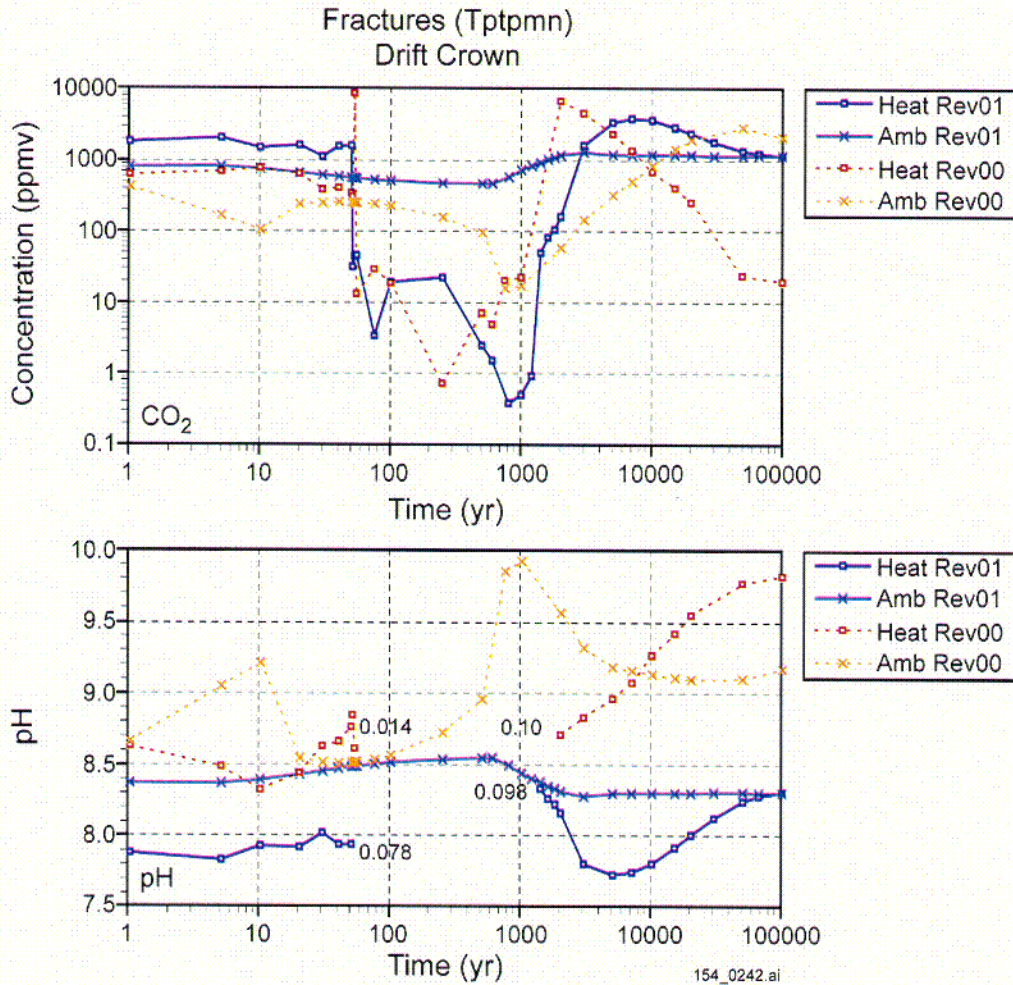 Fractures (Tptpmn)
Drift Crown
Concentration (ppmv)
10000
1000
100
10
1
0.1
CO₂
1 10 100 1000 10000 100000
Time (yr)
Heat Rev01
Amb Rev01
Heat Rev00
Amb Rev00
pH
10.0
9.5
9.0
8.5
8.0
7.5
0.014
0.10
0.098
0.078
pH
1 10 100 1000 10000 100000
Time (yr)
Heat Rev01
Amb Rev01
Heat Rev00
Amb Rev00
154_0242.ai